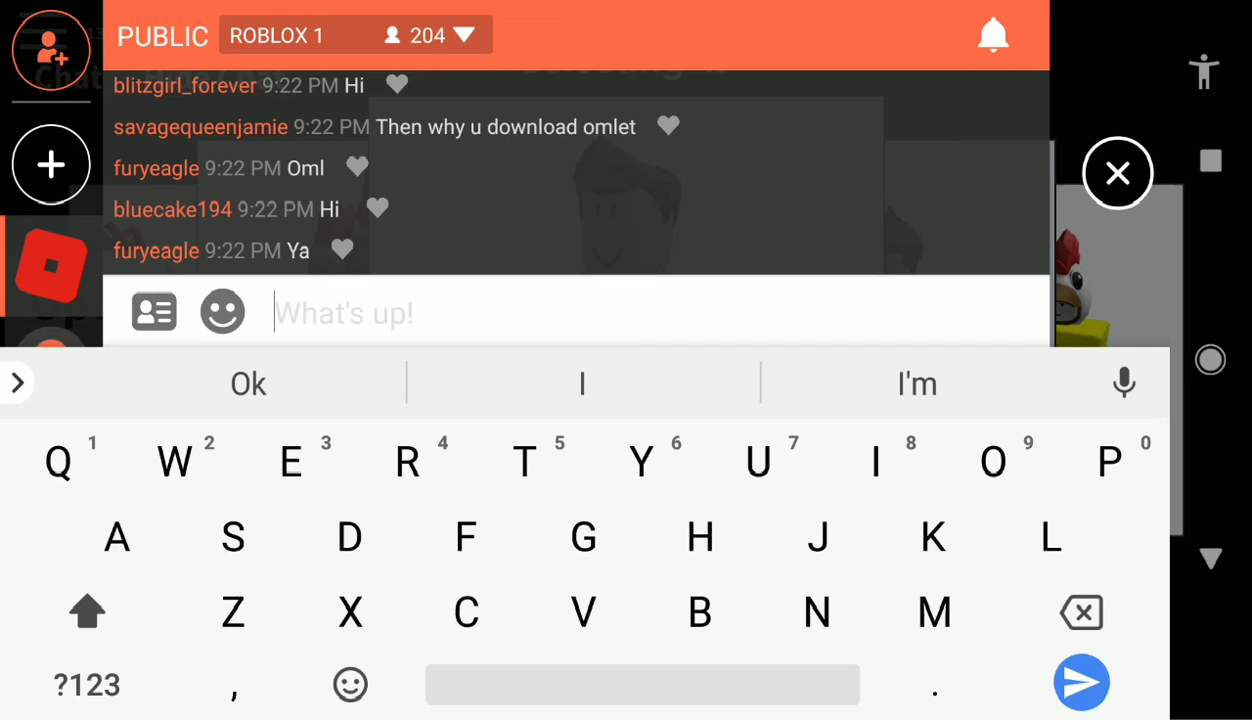 PUBLIC ROBLOX 1 204
blitzgirl_forever 9:22 PM Hi
savagequeenjamie 9:22 PM Then why u download omlet
furyeagle 9:22 PM Oml
bluecake194 9:22 PM Hi
furyeagle 9:22 PM Ya
What's up!
Ok I I'm
Q 1 W 2 E 3 R 4 T 5 Y 6 U 7 I 8 O 9 P 0
A S D F G H J K L
Z X C V B N M
?123 , .